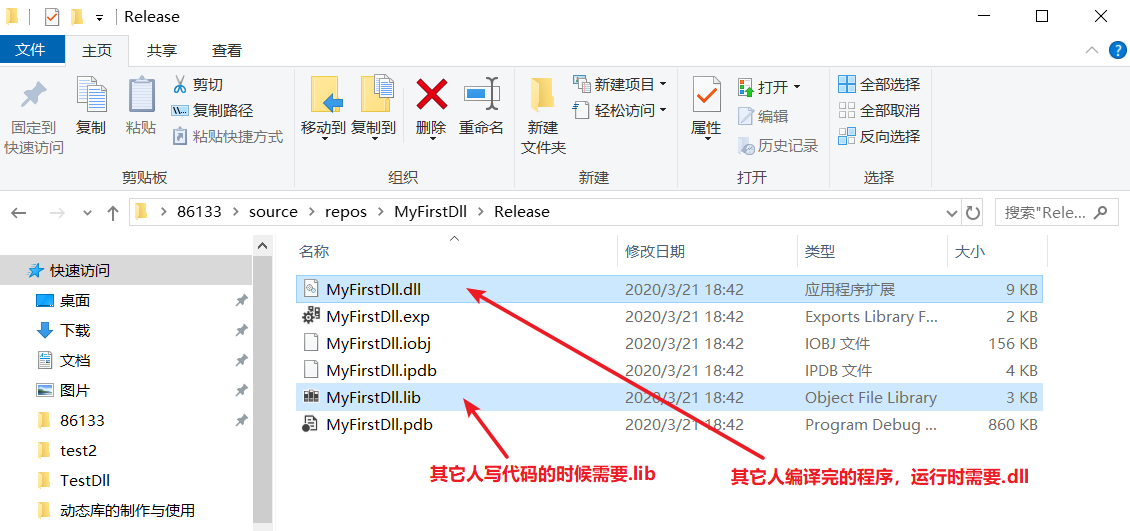 Release
文件 主页 共享 查看
固定到快速访问 复制 粘贴 剪切 复制路径 粘贴快捷方式 移动到 复制到 删除 重命名 新建文件夹 新建项目 轻松访问 属性 打开 编辑 历史记录 全部选择 全部取消 反向选择
剪贴板 组织 新建 打开 选择
86133 source repos MyFirstDll Release 搜索"Rele...
名称 修改日期 类型 大小
快速访问
桌面
下载
文档
图片
86133
test2
TestDll
动态库的制作与使用
MyFirstDll.dll 2020/3/21 18:42 应用程序扩展 9 KB
MyFirstDll.exp 2020/3/21 18:42 Exports Library F... 2 KB
MyFirstDll.iobj 2020/3/21 18:42 IOBJ 文件 156 KB
MyFirstDll.ipdb 2020/3/21 18:42 IPDB 文件 4 KB
MyFirstDll.lib 2020/3/21 18:42 Object File Library 3 KB
MyFirstDll.pdb 2020/3/21 18:42 Program Debug ... 860 KB
其它人写代码的时候需要.lib
其它人编译完的程序，运行时需要.dll